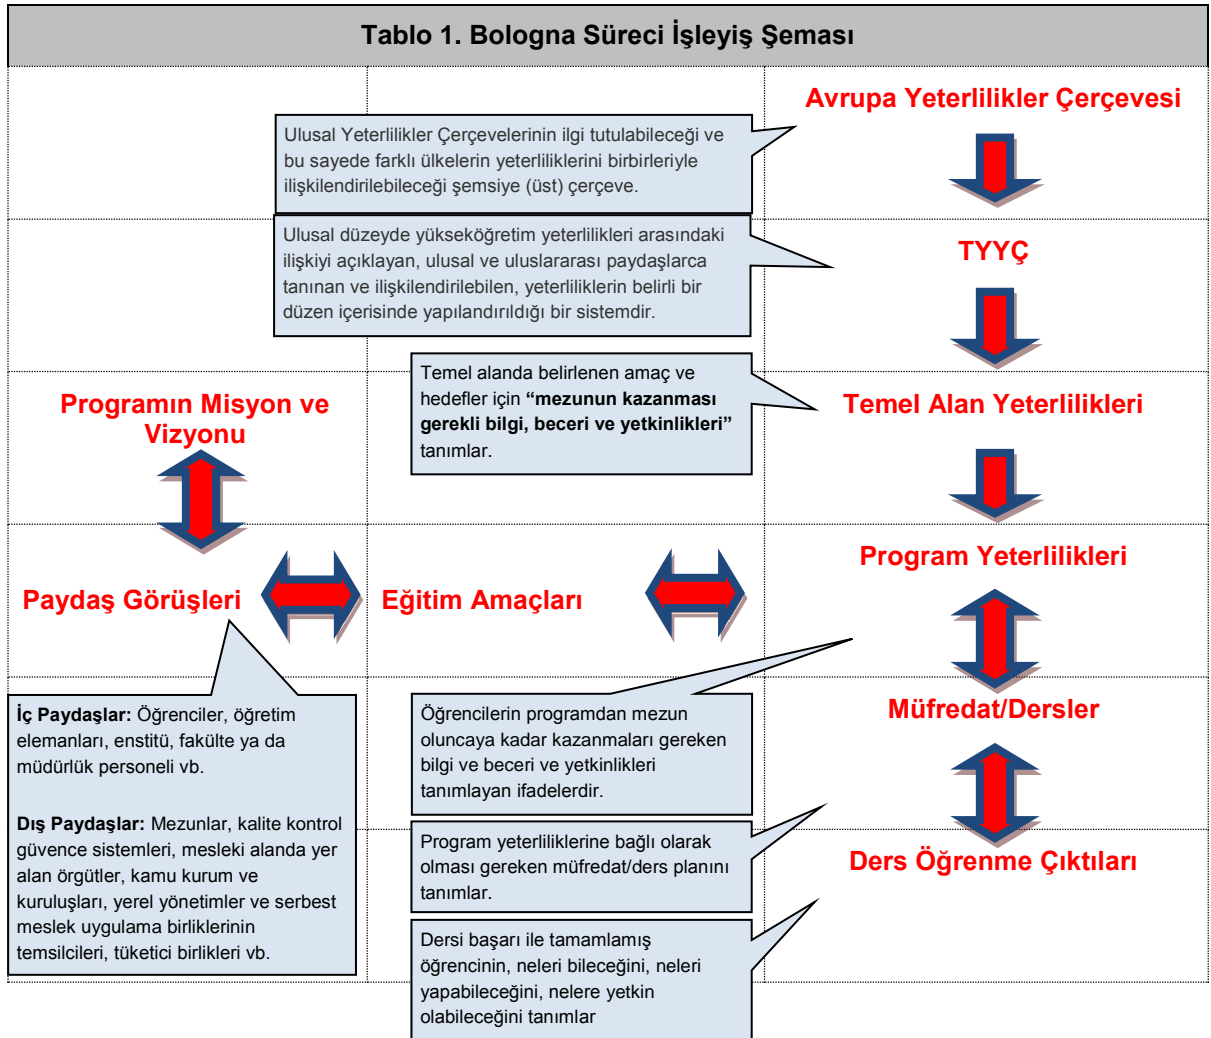 Tablo 1. Bologna Süreci İşleyiş Şeması
Avrupa Yeterlilikler Çerçevesi
Ulusal Yeterlilikler Çerçevelerinin ilgi tutulabileceği ve
bu sayede farklı ülkelerin yeterliliklerini birbirleriyle
ilişkilendirilebileceği şemsiye (üst) çerçeve.
Ulusal düzeyde yükseköğretim yeterlilikleri arasındaki
ilişkiyi açıklayan, ulusal ve uluslararası paydaşlarca
tanınan ve ilişkilendirilebilen, yeterliliklerin belirli bir
düzen içerisinde yapılandırıldığı bir sistemdir.
TYYÇ
Programın Misyon ve
Vizyonu
Temel alanda belirlenen amaç ve
hedefler için “mezunun kazanması
gerekli bilgi, beceri ve yetkinlikleri”
tanımlar.
Temel Alan Yeterlilikleri
Paydaş Görüşleri
Eğitim Amaçları
Program Yeterlilikleri
İç Paydaşlar: Öğrenciler, öğretim
elemanları, enstitü, fakülte ya da
müdürlük personeli vb.
Dış Paydaşlar: Mezunlar, kalite kontrol
güvence sistemleri, mesleki alanda yer
alan örgütler, kamu kurum ve
kuruluşları, yerel yönetimler ve serbest
meslek uygulama birliklerinin
temsilcileri, tüketici birlikleri vb.
Öğrencilerin programdan mezun
oluncaya kadar kazanmaları gereken
bilgi ve beceri ve yetkinlikleri
tanımlayan ifadelerdir.
Müfredat/Dersler
Program yeterliliklerine bağlı olarak
olması gereken müfredat/ders planını
tanımlar.
Ders Öğrenme Çıktıları
Dersi başarı ile tamamlamış
öğrencinin, neleri bileceğini, neleri
yapabileceğini, nelere yetkin
olabileceğini tanımlar